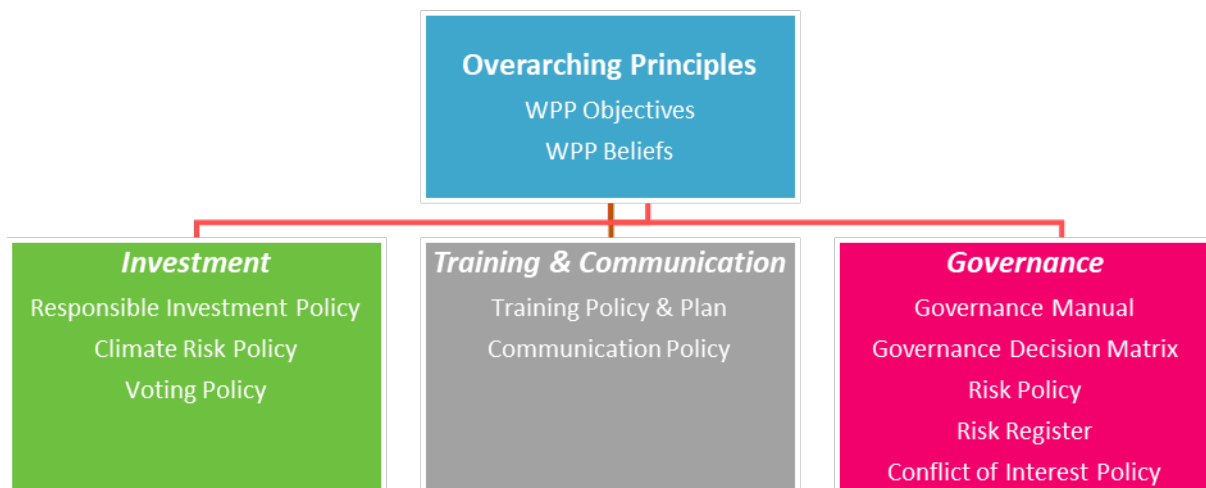 Overarching Principles
WPP Objectives
WPP Beliefs
Investment
Responsible Investment Policy
Climate Risk Policy
Voting Policy
Training & Communication
Training Policy & Plan
Communication Policy
Governance
Governance Manual
Governance Decision Matrix
Risk Policy
Risk Register
Conflict of Interest Policy